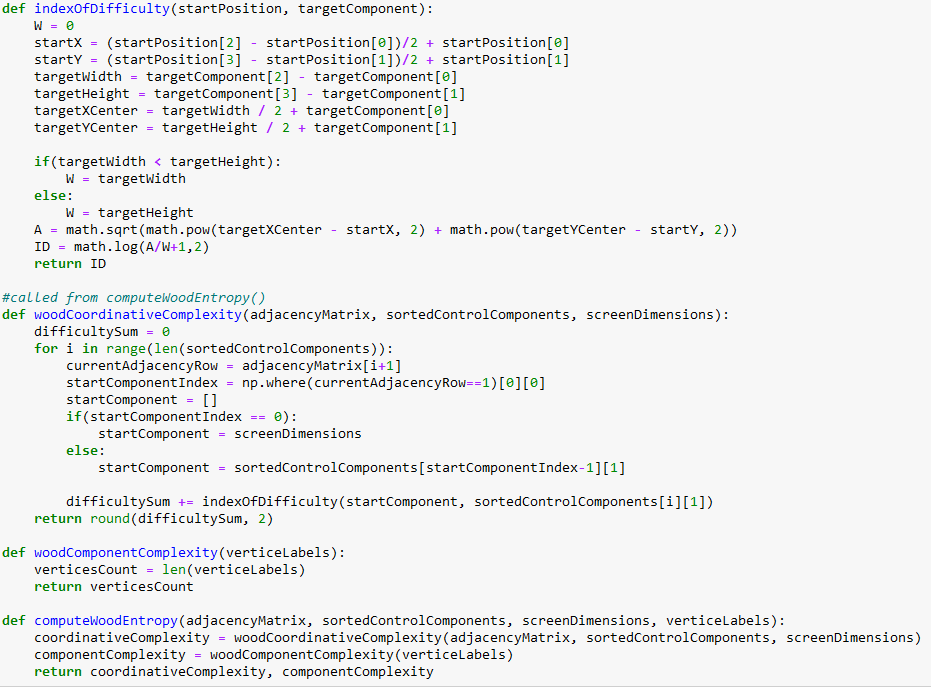 def indexOfDifficulty(startPosition, targetComponent):
    W = 0
    startX = (startPosition[2] - startPosition[0])/2 + startPosition[0]
    startY = (startPosition[3] - startPosition[1])/2 + startPosition[1]
    targetWidth = targetComponent[2] - targetComponent[0]
    targetHeight = targetComponent[3] - targetComponent[1]
    targetXCenter = targetWidth / 2 + targetComponent[0]
    targetYCenter = targetHeight / 2 + targetComponent[1]

    if(targetWidth < targetHeight):
        W = targetWidth
    else:
        W = targetHeight
    A = math.sqrt(math.pow(targetXCenter - startX, 2) + math.pow(targetYCenter - startY, 2))
    ID = math.log(A/W+1,2)
    return ID

#called from computeWoodEntropy()
def woodCoordinativeComplexity(adjacencyMatrix, sortedControlComponents, screenDimensions):
    difficultySum = 0
    for i in range(len(sortedControlComponents)):
        currentAdjacencyRow = adjacencyMatrix[i+1]
        startComponentIndex = np.where(currentAdjacencyRow==1)[0][0]
        startComponent = []
        if(startComponentIndex == 0):
            startComponent = screenDimensions
        else:
            startComponent = sortedControlComponents[startComponentIndex-1][1]

        difficultySum += indexOfDifficulty(startComponent, sortedControlComponents[i][1])
    return round(difficultySum, 2)

def woodComponentComplexity(verticeLabels):
    verticesCount = len(verticeLabels)
    return verticesCount

def computeWoodEntropy(adjacencyMatrix, sortedControlComponents, screenDimensions, verticeLabels):
    coordinativeComplexity = woodCoordinativeComplexity(adjacencyMatrix, sortedControlComponents, screenDimensions)
    componentComplexity = woodComponentComplexity(verticeLabels)
    return coordinativeComplexity, componentComplexity